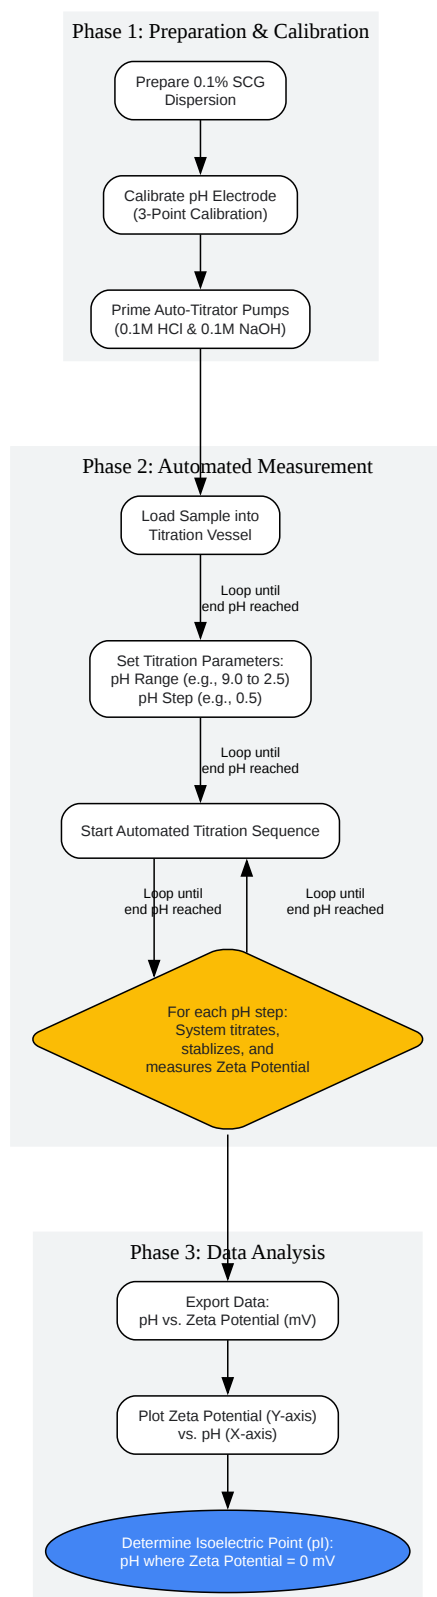 Phase 1: Preparation & Calibration
Prepare 0.1% SCG
Dispersion
Calibrate pH Electrode
(3-Point Calibration)
Prime Auto-Titrator Pumps
(0.1M HCl & 0.1M NaOH)
Phase 2: Automated Measurement
Load Sample into
Titration Vessel
Loop until
end pH reached
Set Titration Parameters:
pH Range (e.g., 9.0 to 2.5)
pH Step (e.g., 0.5)
Loop until
end pH reached
Start Automated Titration Sequence
Loop until
end pH reached
Loop until
end pH reached
For each pH step:
System titrates,
stablizes, and
measures Zeta Potential
Phase 3: Data Analysis
Export Data:
pH vs. Zeta Potential (mV)
Plot Zeta Potential (Y-axis)
vs. pH (X-axis)
Determine Isoelectric Point (pI):
pH where Zeta Potential = 0 mV